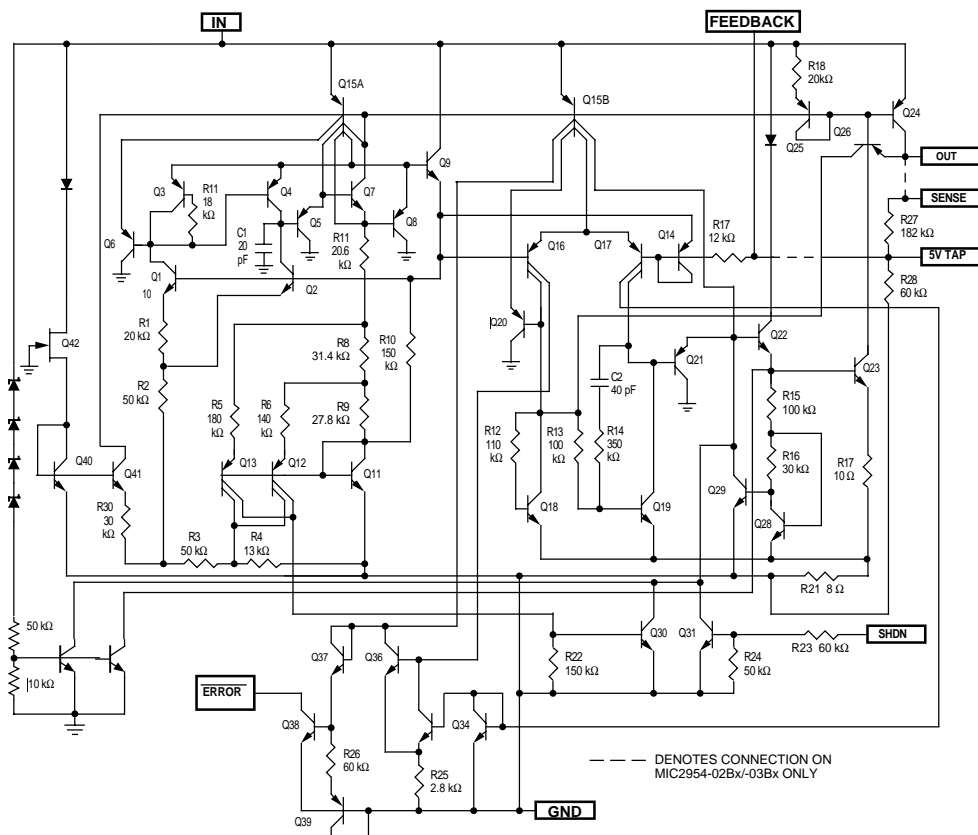 IN
FEEDBACK
R18
20kΩ
Q15A
Q15B
Q24
Q25
Q26
OUT
Q9
Q3
R11
18
kΩ
Q4
Q7
Q5
Q8
SENSE
Q6
C1
20
pF
R11
20.6
kΩ
Q16
Q17
R17
12 kΩ
Q14
R27
182 kΩ
5V TAP
Q1
10
Q2
R28
60 kΩ
Q42
R1
20 kΩ
R2
50 kΩ
R8
31.4 kΩ
R10
150
kΩ
Q20
Q21
Q22
Q23
C2
40 pF
R5
180
kΩ
R6
140
kΩ
R9
27.8 kΩ
R12
110
kΩ
R13
100
kΩ
R14
350
kΩ
R15
100 kΩ
R16
30 kΩ
R17
10 Ω
Q40
Q41
Q13
Q12
Q11
Q29
Q28
Q18
Q19
R30
30
kΩ
R3
50 kΩ
R4
13 kΩ
R21 8 Ω
50 kΩ
10 kΩ
Q37
Q36
R22
150 kΩ
Q30
Q31
R24
50 kΩ
R23 60 kΩ
SHDN
ERROR
Q38
R26
60 kΩ
Q34
R25
2.8 kΩ
Q39
GND
DENOTES CONNECTION ON
MIC2954-02Bx/-03Bx ONLY